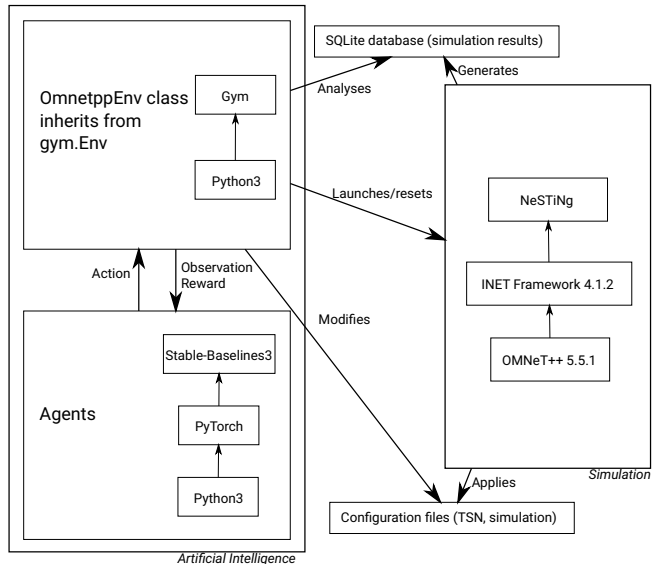 SQLite database (simulation results)
OmnetppEnv class
inherits from
gym.Env
Gym
Python3
Analyses
Generates
Launches/resets
NeSTiNg
INET Framework 4.1.2
OMNeT++ 5.5.1
Action
Observation
Reward
Modifies
Stable-Baselines3
Agents
PyTorch
Python3
Simulation
Applies
Configuration files (TSN, simulation)
Artificial Intelligence